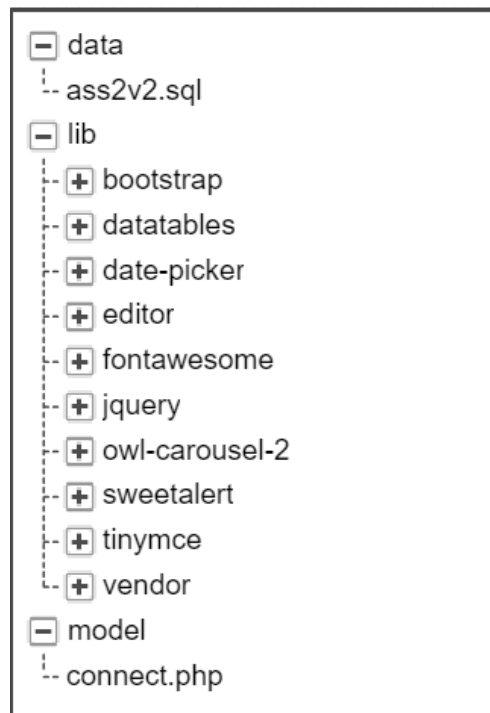 data
ass2v2.sql
lib
bootstrap
datatables
date-picker
editor
fontawesome
jquery
owl-carousel-2
sweetalert
tinymce
vendor
model
connect.php